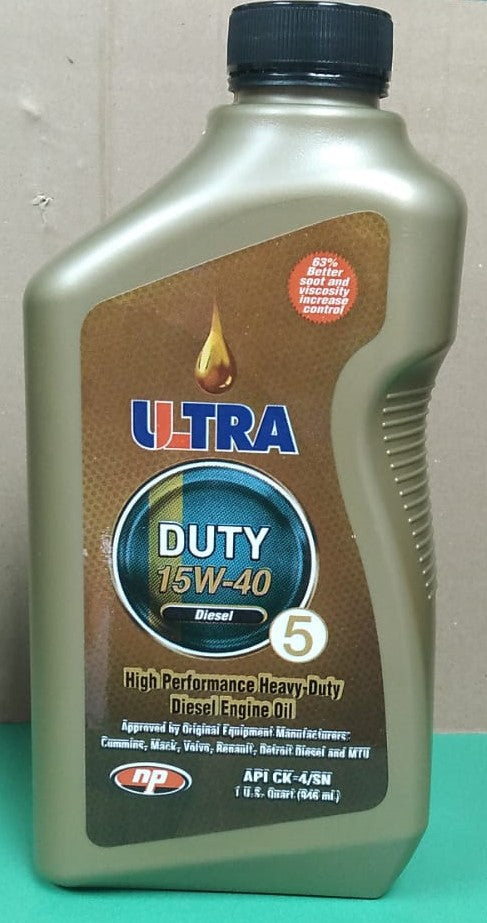 63%
Better
soot and
viscosity
increase
control
ULTRA
DUTY
15W-40
Diesel
5
High Performance Heavy-Duty
Diesel Engine Oil
Approved by Original Equipment Manufacturers:
Cummins, Mack, Volvo, Renault, Detroit Diesel and MTU
np
API CK-4/SN
1 U.S. Quart (946 mL)